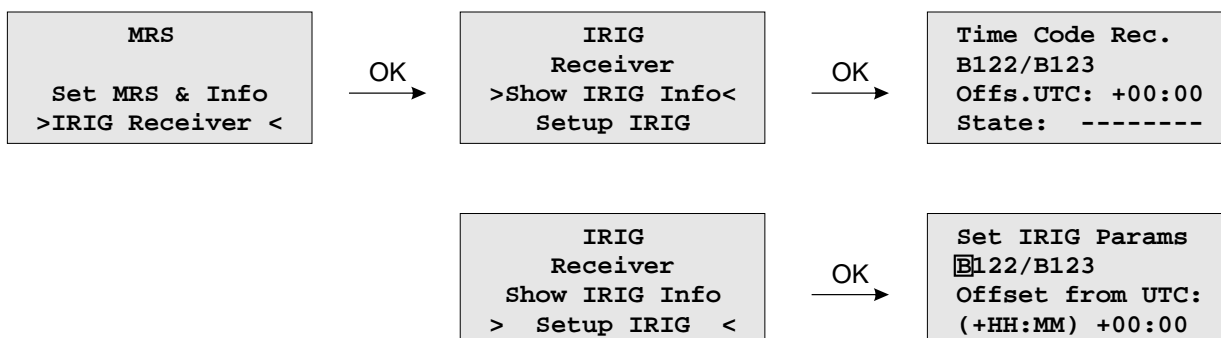 MRS
Set MRS & Info
>IRIG Receiver <
OK
IRIG
Receiver
>Show IRIG Info<
Setup IRIG
OK
Time Code Rec.
B122/B123
Offs.UTC: +00:00
State: --------
IRIG
Receiver
Show IRIG Info
> Setup IRIG <
OK
Set IRIG Params
B122/B123
Offset from UTC:
(+HH:MM) +00:00